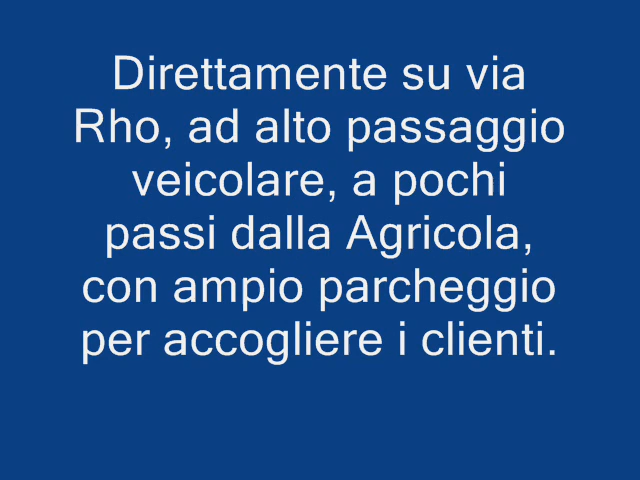 Direttamente su via
Rho, ad alto passaggio
veicolare, a pochi
passi dalla Agricola,
con ampio parcheggio
per accogliere i clienti.